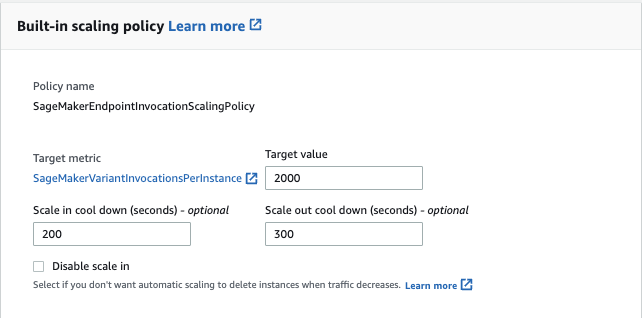 Built-in scaling policy Learn more
Policy name
SageMakerEndpointInvocationScalingPolicy
Target metric
SageMakerVariantInvocationsPerInstance
Target value
2000
Scale in cool down (seconds) - optional
200
Scale out cool down (seconds) - optional
300
Disable scale in
Select if you don't want automatic scaling to delete instances when traffic decreases. Learn more